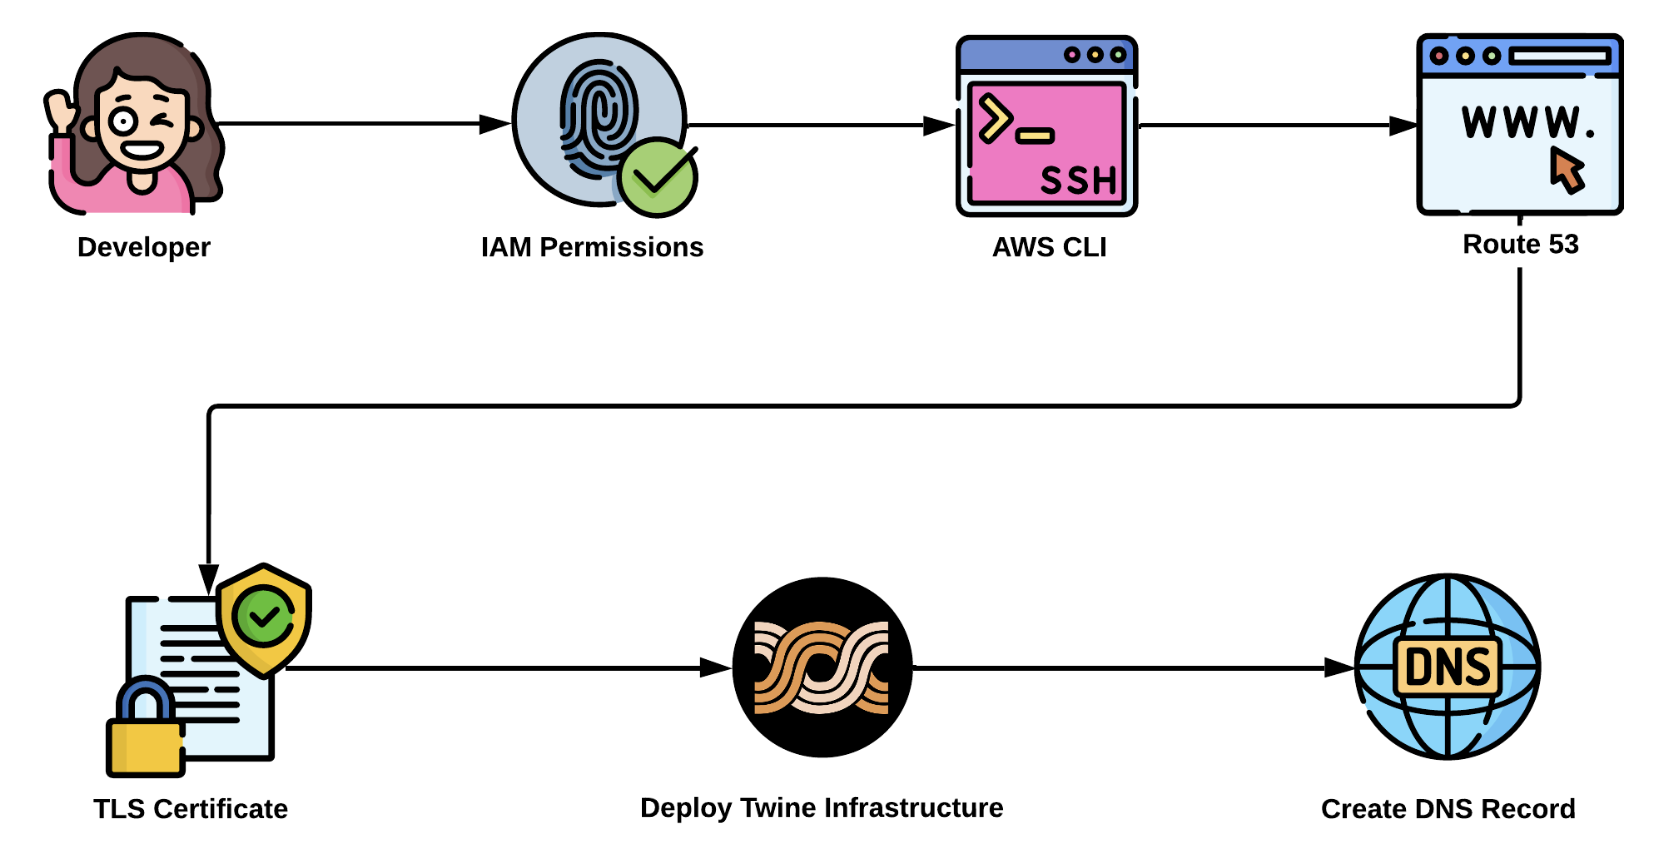 >_
SSH
WWW.
Developer
IAM Permissions
AWS CLI
Route 53
DNS
TLS Certificate
Deploy Twine Infrastructure
Create DNS Record